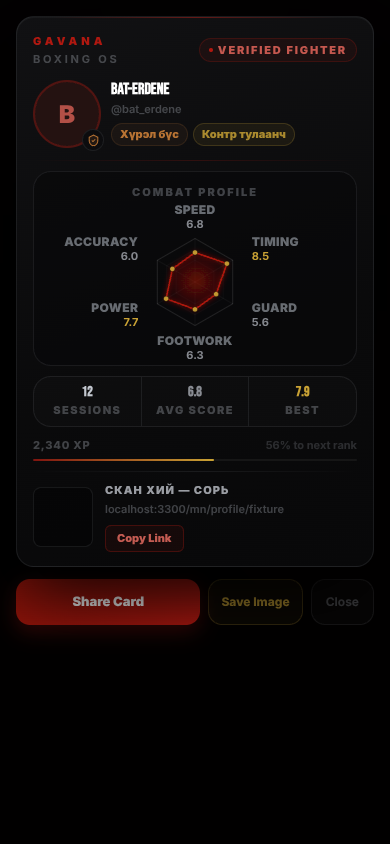 GAVANA
BOXING OS
VERIFIED FIGHTER
B
BAT-ERDENE
@bat_erdene
Хүрэл бүс
Контр тулаанч
COMBAT PROFILE
SPEED
6.8
ACCURACY
6.0
TIMING
8.5
POWER
7.7
GUARD
5.6
FOOTWORK
6.3
12
SESSIONS
6.8
AVG SCORE
7.9
BEST
2,340 XP
56% to next rank
СКАН ХИЙ — СОРЬ
localhost:3300/mn/profile/fixture
Copy Link
Share Card
Save Image
Close